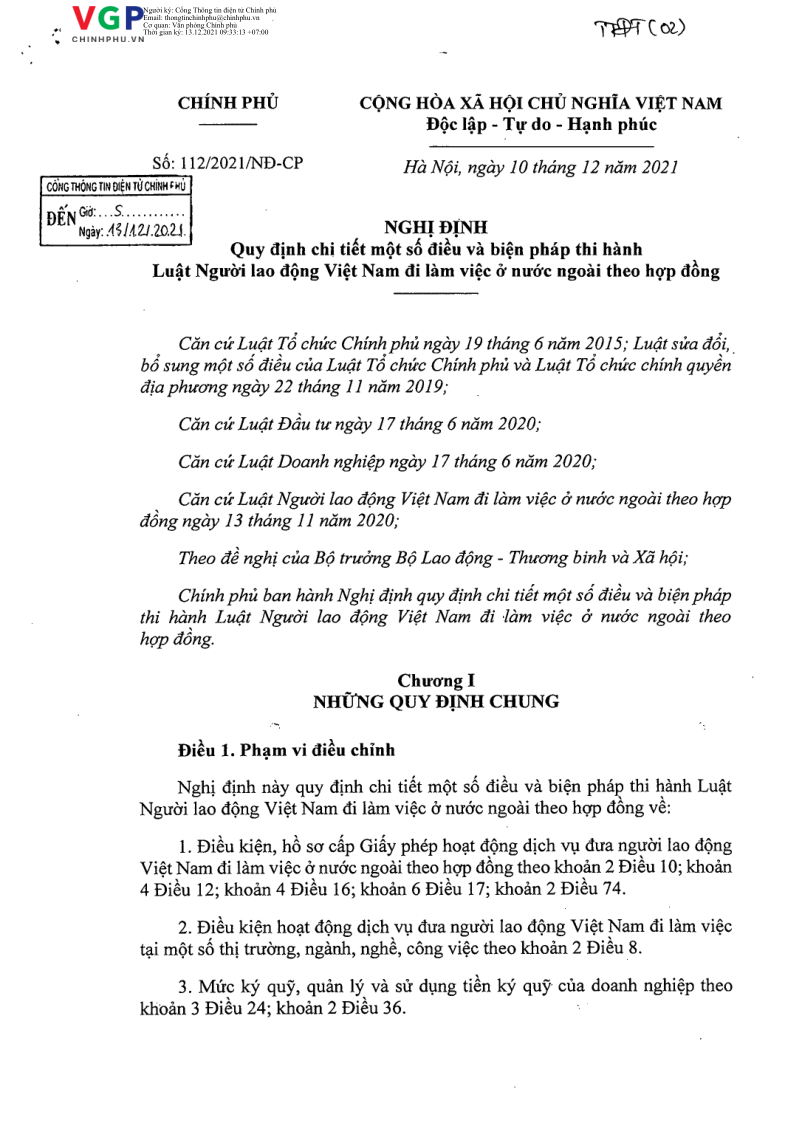 VGP
CHINHPHU.VN
Người ký: Cổng Thông tin điện tử Chính phủ
Email: thongtinchinhphu@chinhphu.vn
Cơ quan: Văn phòng Chính phủ
Thời gian ký: 13.12.2021 09:33:13 +07:00
TTĐT (02)
CHÍNH PHỦ
CỘNG HÒA XÃ HỘI CHỦ NGHĨA VIỆT NAM
Độc lập - Tự do - Hạnh phúc
Số: 112/2021/NĐ-CP
Hà Nội, ngày 10 tháng 12 năm 2021
CỔNG THÔNG TIN ĐIỆN TỬ CHÍNH PHỦ
ĐẾN Giờ: ...S............
Ngày: 13/12/2021
NGHỊ ĐỊNH
Quy định chi tiết một số điều và biện pháp thi hành
Luật Người lao động Việt Nam đi làm việc ở nước ngoài theo hợp đồng
Căn cứ Luật Tổ chức Chính phủ ngày 19 tháng 6 năm 2015; Luật sửa đổi,
bổ sung một số điều của Luật Tổ chức Chính phủ và Luật Tổ chức chính quyền
địa phương ngày 22 tháng 11 năm 2019;
Căn cứ Luật Đầu tư ngày 17 tháng 6 năm 2020;
Căn cứ Luật Doanh nghiệp ngày 17 tháng 6 năm 2020;
Căn cứ Luật Người lao động Việt Nam đi làm việc ở nước ngoài theo hợp
đồng ngày 13 tháng 11 năm 2020;
Theo đề nghị của Bộ trưởng Bộ Lao động - Thương binh và Xã hội;
Chính phủ ban hành Nghị định quy định chi tiết một số điều và biện pháp
thi hành Luật Người lao động Việt Nam đi làm việc ở nước ngoài theo
hợp đồng.
Chương I
NHỮNG QUY ĐỊNH CHUNG
Điều 1. Phạm vi điều chỉnh
Nghị định này quy định chi tiết một số điều và biện pháp thi hành Luật
Người lao động Việt Nam đi làm việc ở nước ngoài theo hợp đồng về:
1. Điều kiện, hồ sơ cấp Giấy phép hoạt động dịch vụ đưa người lao động
Việt Nam đi làm việc ở nước ngoài theo hợp đồng theo khoản 2 Điều 10; khoản
4 Điều 12; khoản 4 Điều 16; khoản 6 Điều 17; khoản 2 Điều 74.
2. Điều kiện hoạt động dịch vụ đưa người lao động Việt Nam đi làm việc
tại một số thị trường, ngành, nghề, công việc theo khoản 2 Điều 8.
3. Mức ký quỹ, quản lý và sử dụng tiền ký quỹ của doanh nghiệp theo
khoản 3 Điều 24; khoản 2 Điều 36.